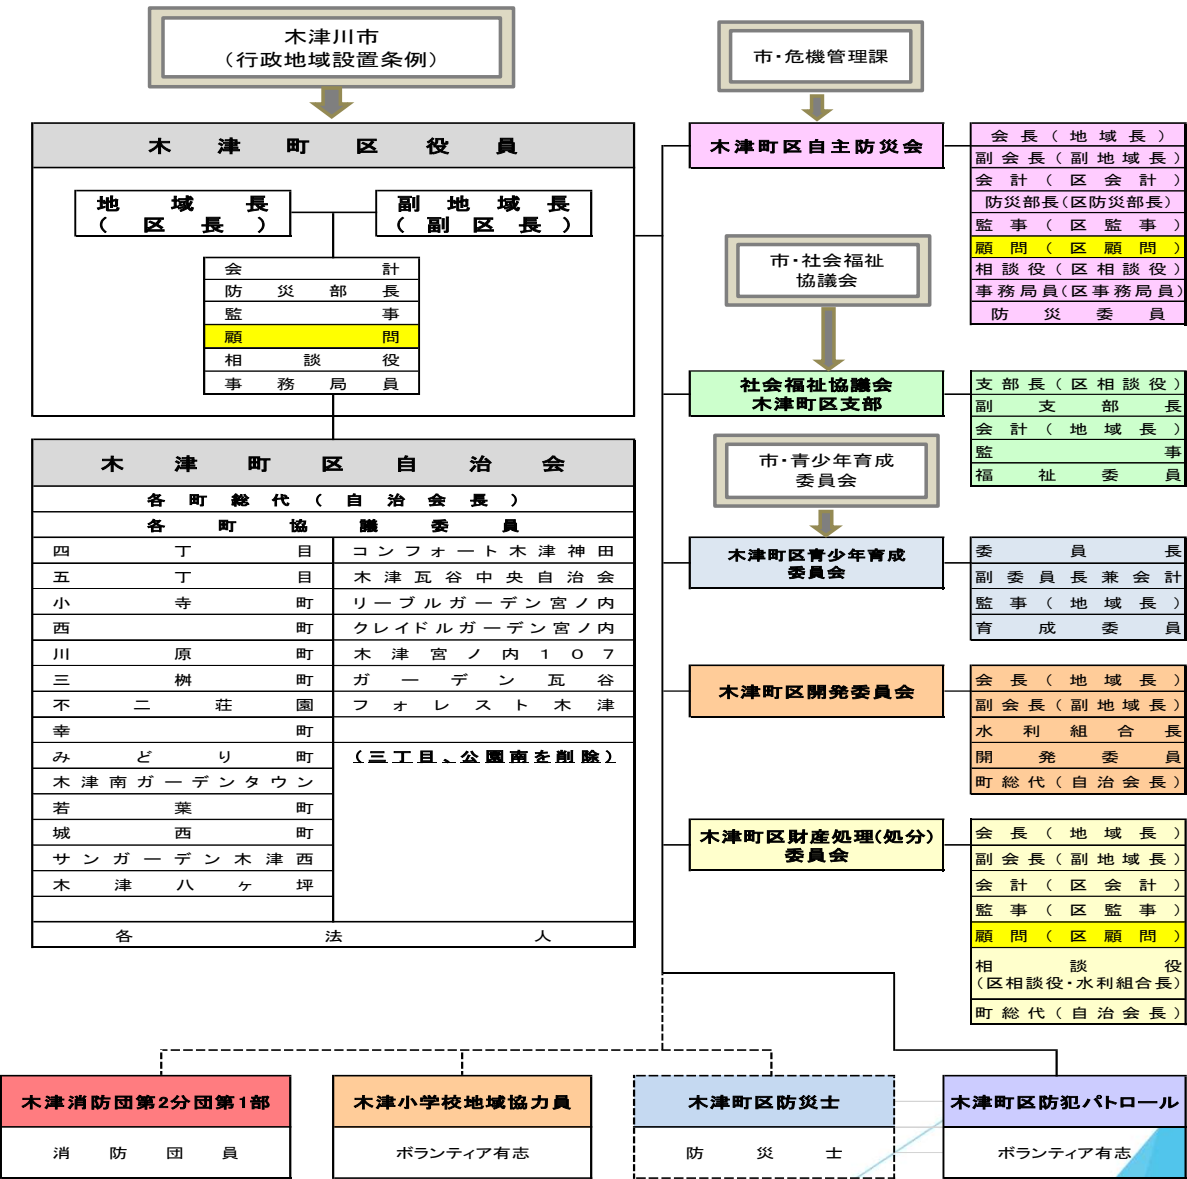 木津川市
（行政地域設置条例）
木津町区役員
地域長
（区長）
副地域長
（副区長）
会計
防災部長
監事
顧問
相談役
事務局員
木津町区自治会
各町総代（自治会長）
各町協議委員
四丁目
コンフォート木津神田
五丁目
木津瓦谷中央自治会
小寺町
リーブルガーデン宮ノ内
西町
クレイドルガーデン宮ノ内
川原町
木津宮ノ内１０７
三桝町
ガーデン瓦谷
不二荘園
フォレスト木津
幸町
みどり町
（三丁目、公園南を削除）
木津南ガーデンタウン
若葉町
城西町
サンガーデン木津西
木津八ヶ坪
各法人
市・危機管理課
木津町区自主防災会
会長（地域長）
副会長（副地域長）
会計（区会計）
防災部長(区防災部長)
監事（区監事）
顧問（区顧問）
相談役（区相談役）
事務局員(区事務局員)
防災委員
市・社会福祉
協議会
社会福祉協議会
木津町区支部
支部長（区相談役）
副支部長
会計（地域長）
監事
福祉委員
市・青少年育成
委員会
木津町区青少年育成
委員会
委員長
副委員長兼会計
監事（地域長）
育成委員
木津町区開発委員会
会長（地域長）
副会長（副地域長）
水利組合長
開発委員
町総代（自治会長）
木津町区財産処理(処分)
委員会
会長（地域長）
副会長（副地域長）
会計（区会計）
監事（区監事）
顧問（区顧問）
相談役
(区相談役・水利組合長)
町総代（自治会長）
木津消防団第2分団第1部
消防団員
木津小学校地域協力員
ボランティア有志
木津町区防災士
防災士
木津町区防犯パトロール
ボランティア有志